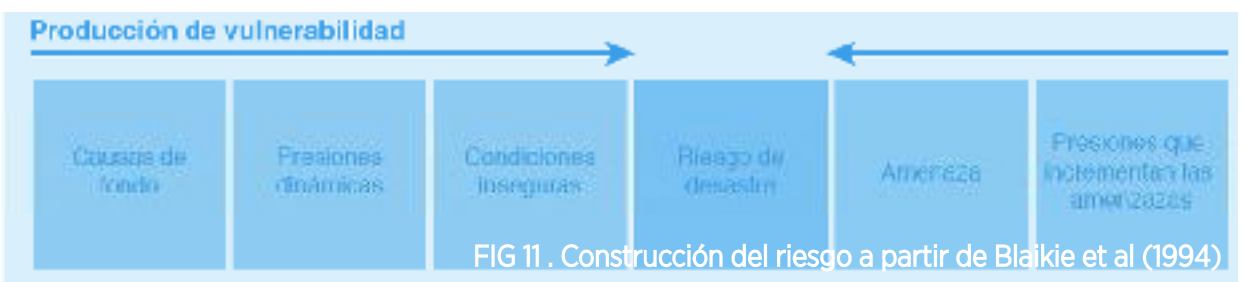 Producción de vulnerabilidad
Causas de
fondo
Presiones
dinámicas
Condiciones
inseguras
Riesgo de
desastre
Amenaza
Presiones que
incrementan las
amenzazas
FIG 11 . Construcción del riesgo a partir de Blaikie et al (1994)